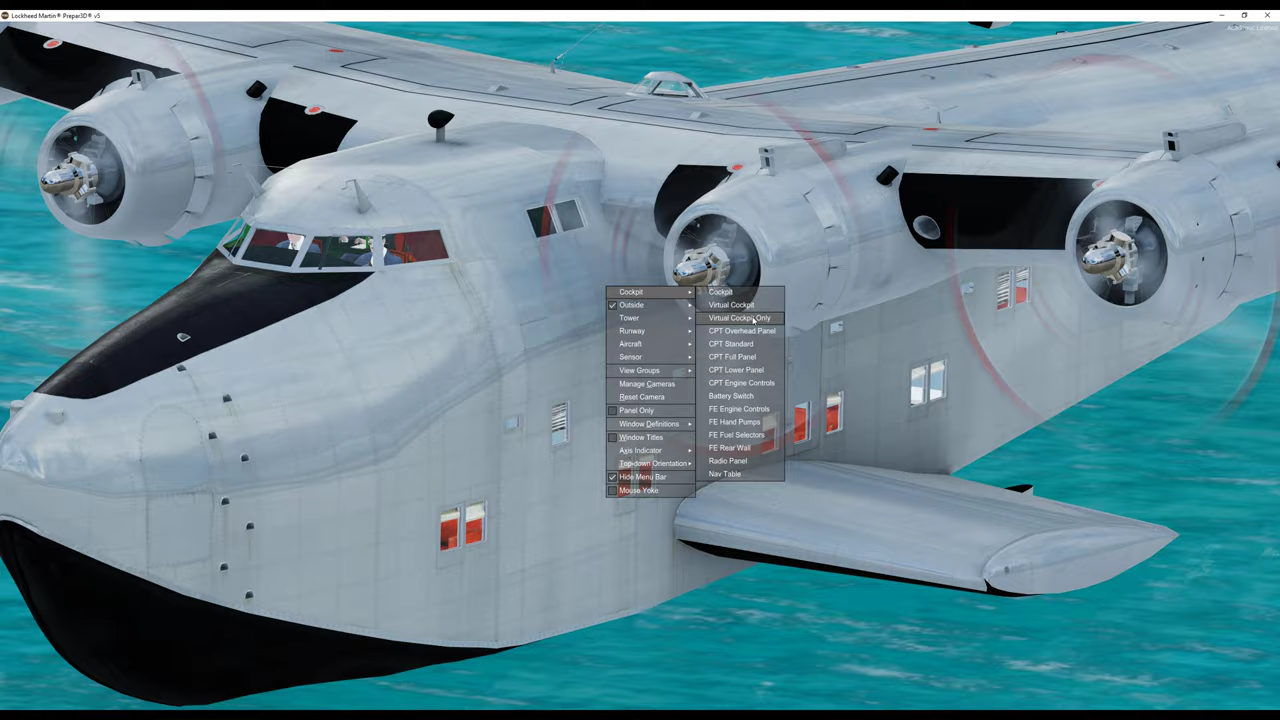 Lockheed Martin® Prepar3D® v5
Cockpit
Outside
Tower
Runway
Aircraft
Sensor
View Groups
Manage Cameras
Reset Camera
Panel Only
Window Definitions
Window Titles
Axis Indicator
Top-down Orientation
Hide Menu Bar
Mouse Yoke
Cockpit
Virtual Cockpit
Virtual Cockpit Only
CPT Overhead Panel
CPT Standard
CPT Full Panel
CPT Lower Panel
CPT Engine Controls
Battery Switch
FE Engine Controls
FE Hand Pumps
FE Fuel Selectors
FE Rear Wall
Radio Panel
Nav Table